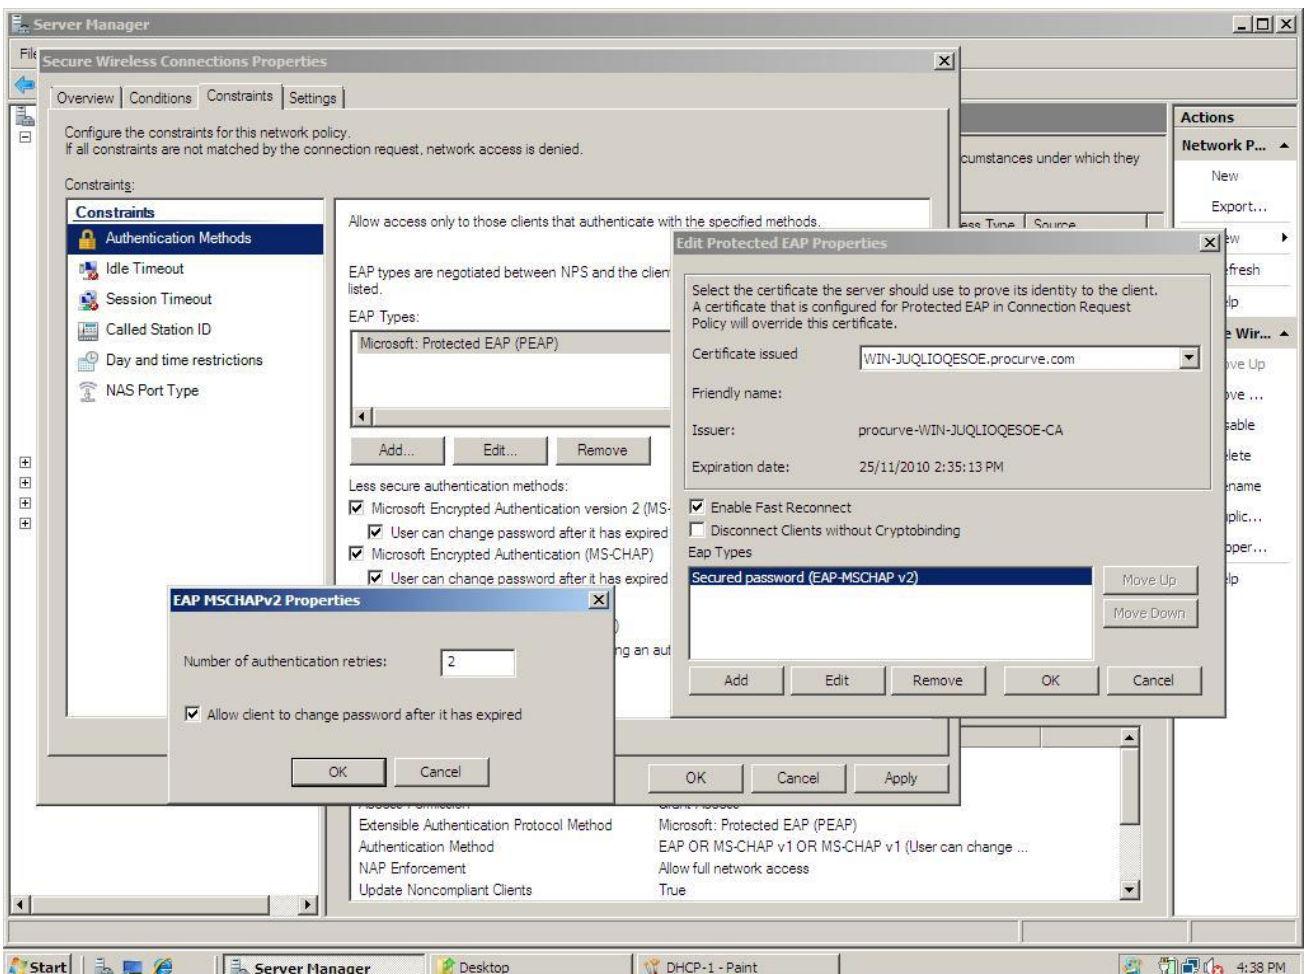 Server Manager
File
Secure Wireless Connections Properties
Overview
Conditions
Constraints
Settings
Configure the constraints for this network policy.
If all constraints are not matched by the connection request, network access is denied.
Constraints:
Constraints
Authentication Methods
Idle Timeout
Session Timeout
Called Station ID
Day and time restrictions
NAS Port Type
Allow access only to those clients that authenticate with the specified methods.
EAP types are negotiated between NPS and the
listed.
EAP Types:
Microsoft: Protected EAP (PEAP)
Add...
Edit...
Remove
Less secure authentication methods:
Microsoft Encrypted Authentication version 2 (MS-
User can change password after it has expired
Microsoft Encrypted Authentication (MS-CHAP)
User can change password after it has expired
EAP MSCHAPv2 Properties
Number of authentication retries:
2
Allow client to change password after it has expired
OK
Cancel
OK
Cancel
Apply
under which they
Source
Edit Protected EAP Properties
Select the certificate the server should use to prove its identity to the client.
A certificate that is configured for Protected EAP in Connection Request
Policy will override this certificate.
Certificate issued
WIN-JUQLIOQESOE.procurve.com
Friendly name:
Issuer:
procurve-WIN-JUQLIOQESOE-CA
Expiration date:
25/11/2010 2:35:13 PM
Enable Fast Reconnect
Disconnect Clients without Cryptobinding
Eap Types
Secured password (EAP-MSCHAP v2)
Move Up
Move Down
Add
Edit
Remove
OK
Cancel
Actions
Network P...
New
Export...
Extensible Authentication Protocol Method Microsoft: Protected EAP (PEAP)
Authentication Method EAP OR MS-CHAP v1 OR MS-CHAP v1 (User can change ...
NAP Enforcement Allow full network access
Update Noncompliant Clients True
Start
Server Manager
Desktop
DHCP-1 - Paint
4:38 PM